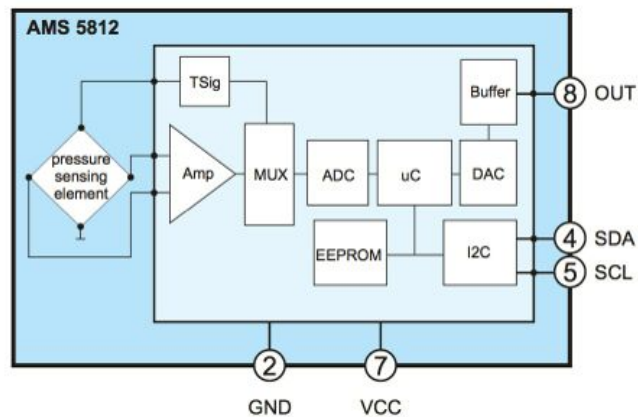 AMS 5812
TSig
Buffer
8 OUT
pressure
sensing
element
Amp
MUX
ADC
uC
DAC
EEPROM
I2C
4 SDA
5 SCL
2
7
GND
VCC